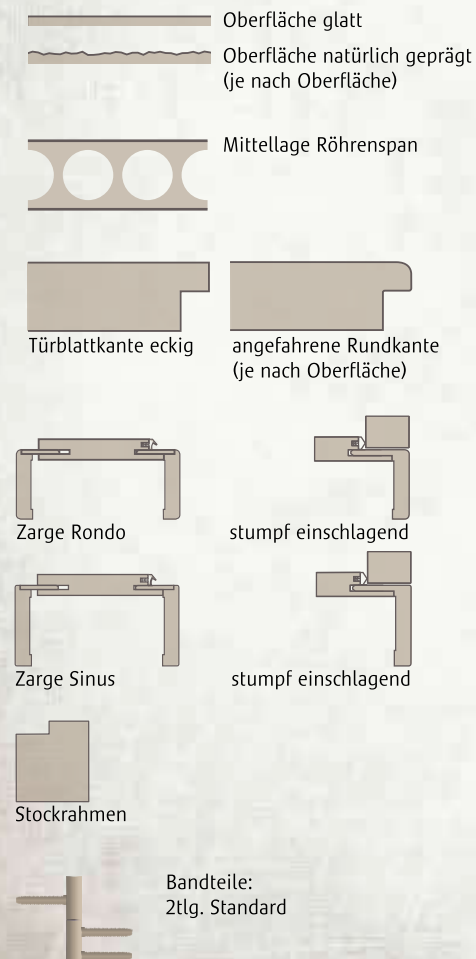 Oberfläche glatt
Oberfläche natürlich geprägt
(je nach Oberfläche)
Mittellage Röhrenspan
Türblattkante eckig
angefahrene Rundkante
(je nach Oberfläche)
Zarge Rondo
stumpf einschlagend
Zarge Sinus
stumpf einschlagend
Stockrahmen
Bandteile:
2tlg. Standard